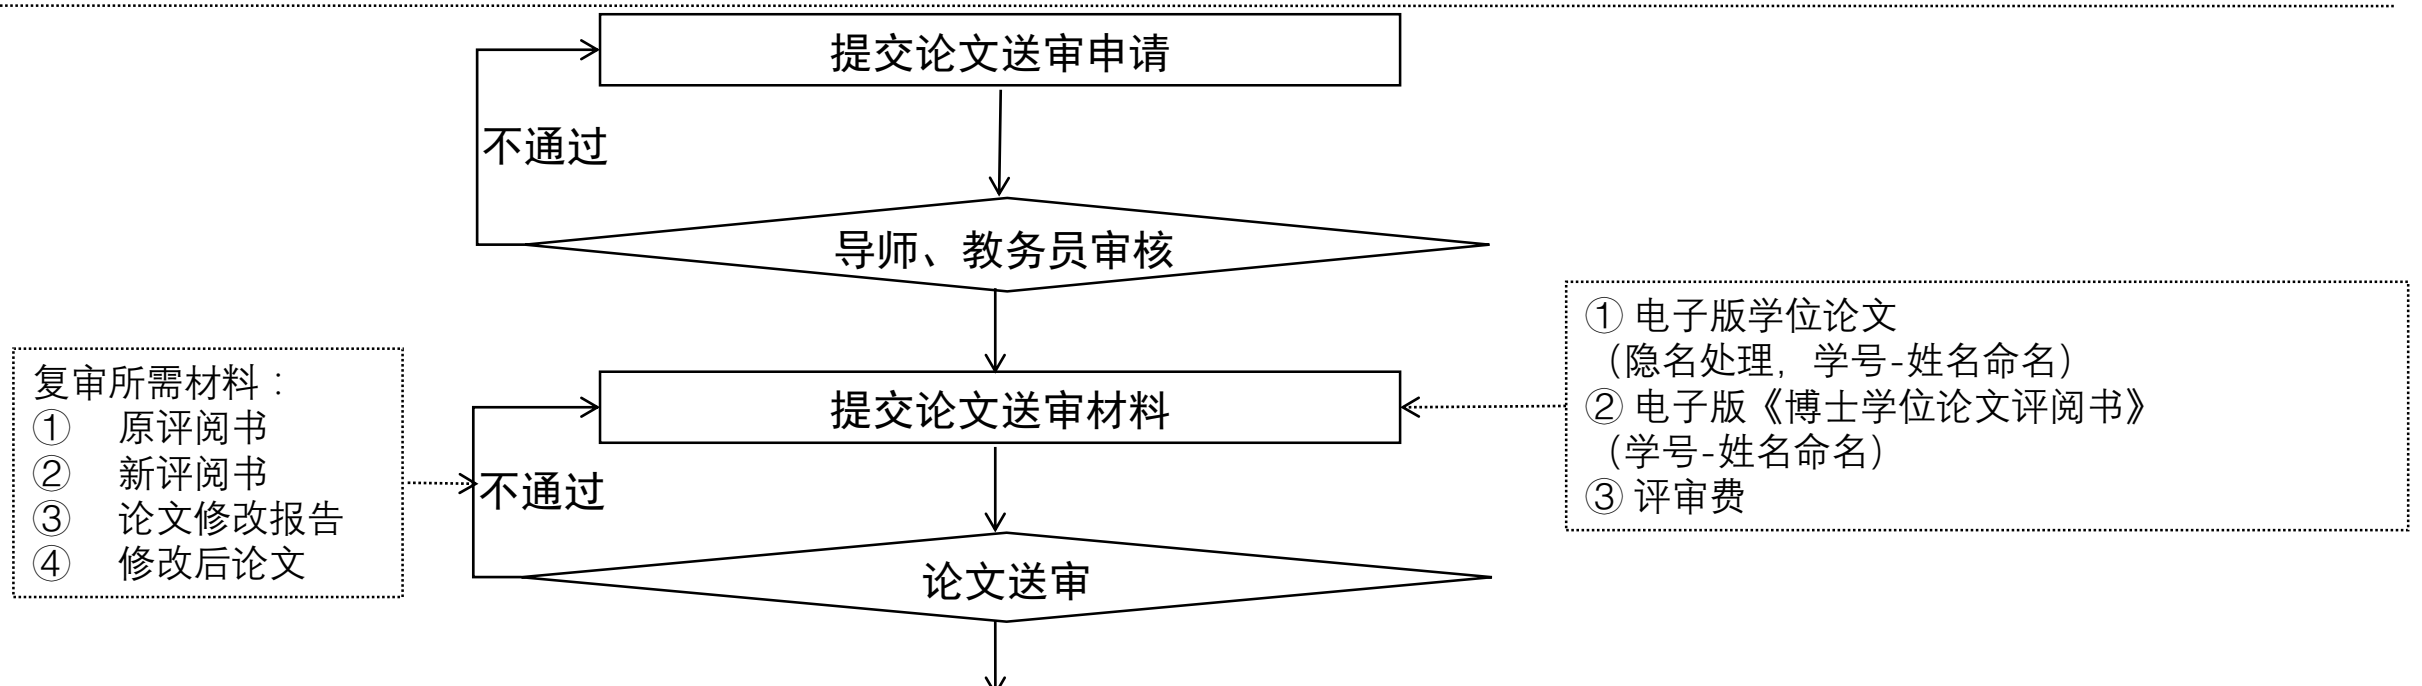 提交论文送审申请
不通过
导师、教务员审核
复审所需材料：
① 原评阅书
② 新评阅书
③ 论文修改报告
④ 修改后论文
提交论文送审材料
不通过
论文送审
① 电子版学位论文
（隐名处理，学号-姓名命名）
② 电子版《博士学位论文评阅书》
（学号-姓名命名）
③ 评审费